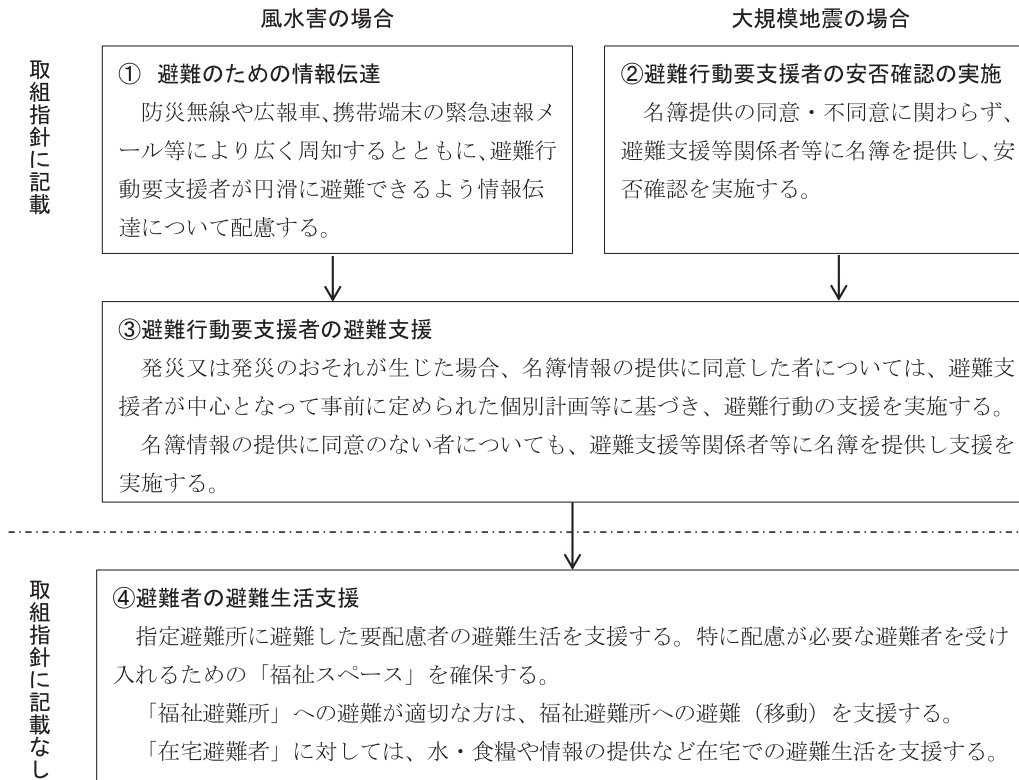 風水害の場合
大規模地震の場合
取組指針に記載
① 避難のための情報伝達
防災無線や広報車、携帯端末の緊急速報メ
ール等により広く周知するとともに、避難行
動要支援者が円滑に避難できるよう情報伝
達について配慮する。
②避難行動要支援者の安否確認の実施
名簿提供の同意・不同意に関わらず、
避難支援等関係者等に名簿を提供し、安
否確認を実施する。
③避難行動要支援者の避難支援
発災又は発災のおそれが生じた場合、名簿情報の提供に同意した者については、避難支
援者が中心となって事前に定められた個別計画等に基づき、避難行動の支援を実施する。
名簿情報の提供に同意のない者についても、避難支援等関係者等に名簿を提供し支援を
実施する。
取組指針に記載なし
④避難者の避難生活支援
指定避難所に避難した要配慮者の避難生活を支援する。特に配慮が必要な避難者を受け
入れるための「福祉スペース」を確保する。
「福祉避難所」への避難が適切な方は、福祉避難所への避難（移動）を支援する。
「在宅避難者」に対しては、水・食糧や情報の提供など在宅での避難生活を支援する。